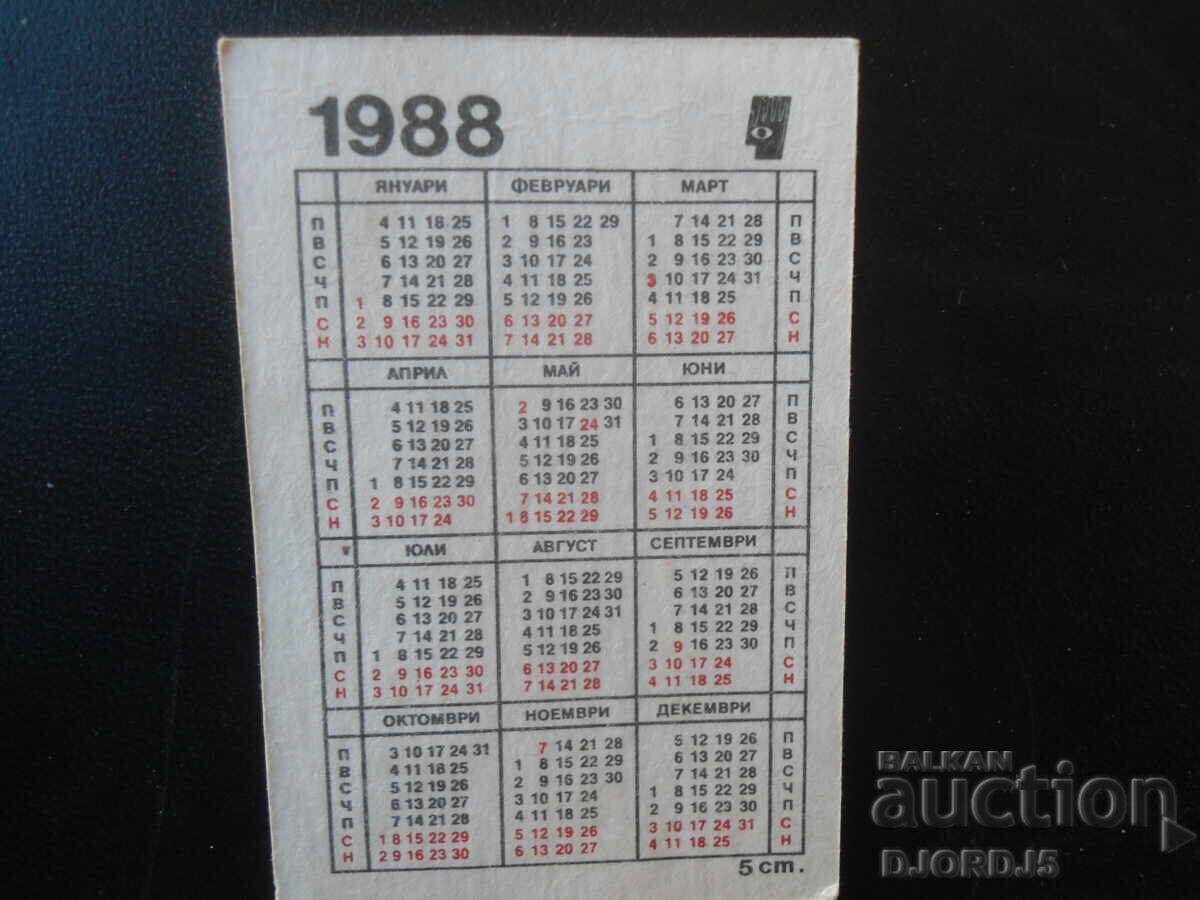 1988
ЯНУАРИ ФЕВРУАРИ МАРТ
П 4 11 18 25 1 8 15 22 29 7 14 21 28 П
В 5 12 19 26 2 9 16 23 1 8 15 22 29 В
С 6 13 20 27 3 10 17 24 2 9 16 23 30 С
Ч 7 14 21 28 4 11 18 25 3 10 17 24 31 Ч
П 1 8 15 22 29 5 12 19 26 4 11 18 25 П
С 2 9 16 23 30 6 13 20 27 5 12 19 26 С
Н 3 10 17 24 31 7 14 21 28 6 13 20 27 Н
АПРИЛ МАЙ ЮНИ
П 4 11 18 25 2 9 16 23 30 6 13 20 27 П
В 5 12 19 26 3 10 17 24 31 7 14 21 28 В
С 6 13 20 27 4 11 18 25 1 8 15 22 29 С
Ч 7 14 21 28 5 12 19 26 2 9 16 23 30 Ч
П 1 8 15 22 29 6 13 20 27 3 10 17 24 П
С 2 9 16 23 30 7 14 21 28 4 11 18 25 С
Н 3 10 17 24 1 8 15 22 29 5 12 19 26 Н
ЮЛИ АВГУСТ СЕПТЕМВРИ
П 4 11 18 25 1 8 15 22 29 5 12 19 26 П
В 5 12 19 26 2 9 16 23 30 6 13 20 27 В
С 6 13 20 27 3 10 17 24 31 7 14 21 28 С
Ч 7 14 21 28 4 11 18 25 1 8 15 22 29 Ч
П 1 8 15 22 29 5 12 19 26 2 9 16 23 30 П
С 2 9 16 23 30 6 13 20 27 3 10 17 24 С
Н 3 10 17 24 31 7 14 21 28 4 11 18 25 Н
ОКТОМВРИ НОЕМВРИ ДЕКЕМВРИ
П 3 10 17 24 31 7 14 21 28 5 12 19 26 П
В 4 11 18 25 1 8 15 22 29 6 13 20 27 В
С 5 12 19 26 2 9 16 23 30 7 14 21 28 С
Ч 6 13 20 27 3 10 17 24 1 8 15 22 29 Ч
П 7 14 21 28 4 11 18 25 2 9 16 23 30 П
С 1 8 15 22 29 5 12 19 26 3 10 17 24 31 С
Н 2 9 16 23 30 6 13 20 27 4 11 18 25 Н
5 ст.
BALKAN
auction
DJORDJ5